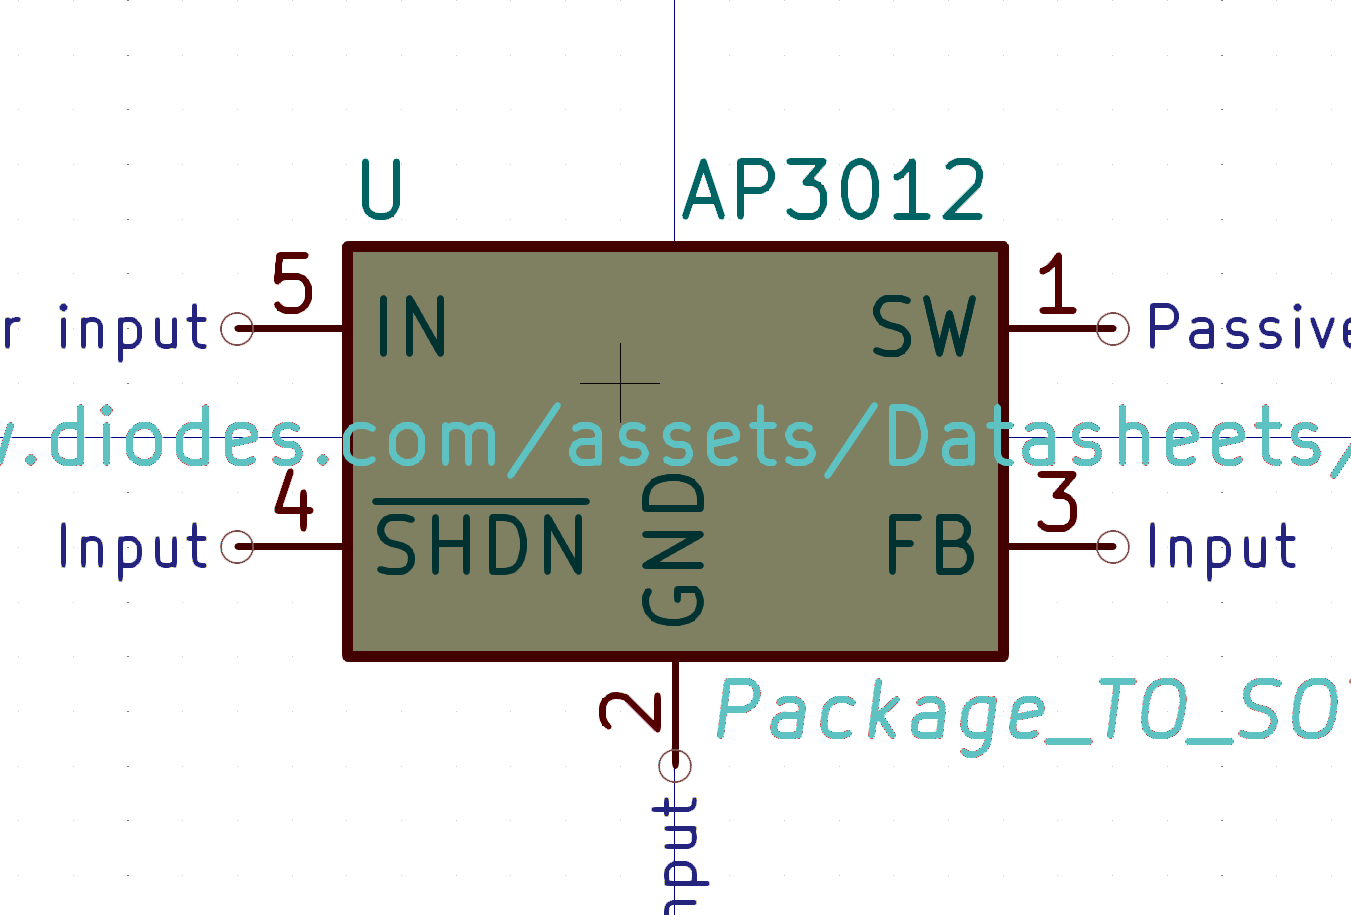 U AP3012
5 1
r input IN SW Passive
.diodes.com/assets/Datasheets/
4 3
Input SHDN GND FB Input
2 Package_TO_SO
nput